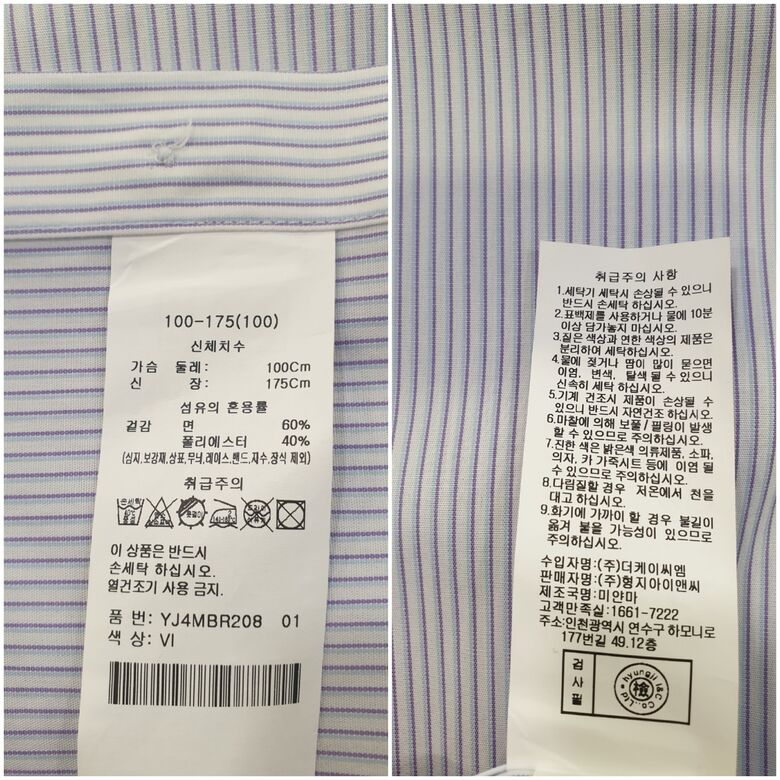 100-175(100)
신체치수
가슴 둘레: 100Cm
신 장: 175Cm
섬유의 혼용률
겉감 면 60%
폴리에스터 40%
(심지,보강재,상표,무늬,레이스,밴드,자수,장식 제외)
취급주의
손세탁
이 상품은 반드시
손세탁 하십시오.
열건조기 사용 금지.
품 번: YJ4MBR208 01
색 상: VI
취급주의 사항
1.세탁기 세탁시 손상될 수 있으니
반드시 손세탁 하십시오.
2.표백제를 사용하거나 물에 10분
이상 담가놓지 마십시오.
3.짙은 색상과 연한 색상의 제품은
분리하여 세탁하십시오.
4.물에 젖거나 땀이 많이 묻으면
이염, 변색, 탈색 될 수 있으니
신속히 세탁 하십시오.
5.기계 건조시 제품이 손상될 수
있으니 반드시 자연건조 하십시오.
6.마찰에 의해 보풀/필링이 발생
할 수 있으므로 주의하십시오.
7.진한 색은 밝은색 의류제품, 소파,
의자, 카 가죽시트 등에 이염 될
수 있으므로 주의하십시오.
8.다림질할 경우 저온에서 천을
대고 하십시오.
9.화기에 가까이 할 경우 불길이
옮겨 붙을 가능성이 있으므로
주의하십시오.
수입자명:(주)더케이씨엠
판매자명:(주)형지아이앤씨
제조국명:미얀마
고객만족실:1661-7222
주소:인천광역시 연수구 하모니로
177번길 49.12층
검사필
hyungji I&C Co.,Ltd.
檢